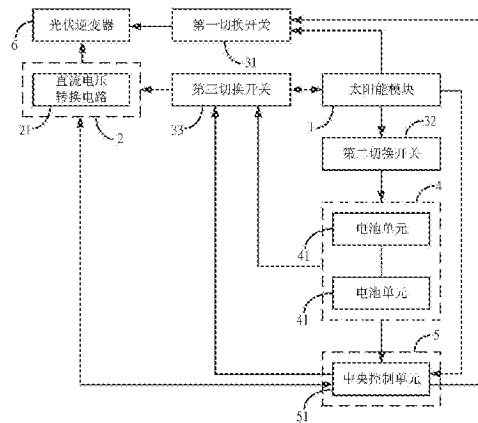 光伏逆变器
6
第一切换开关
31
直流电压
转换电路
21
2
第三切换开关
33
太阳能模块
1
32
第二切换开关
4
电池单元
41
电池单元
41
5
中央控制单元
51